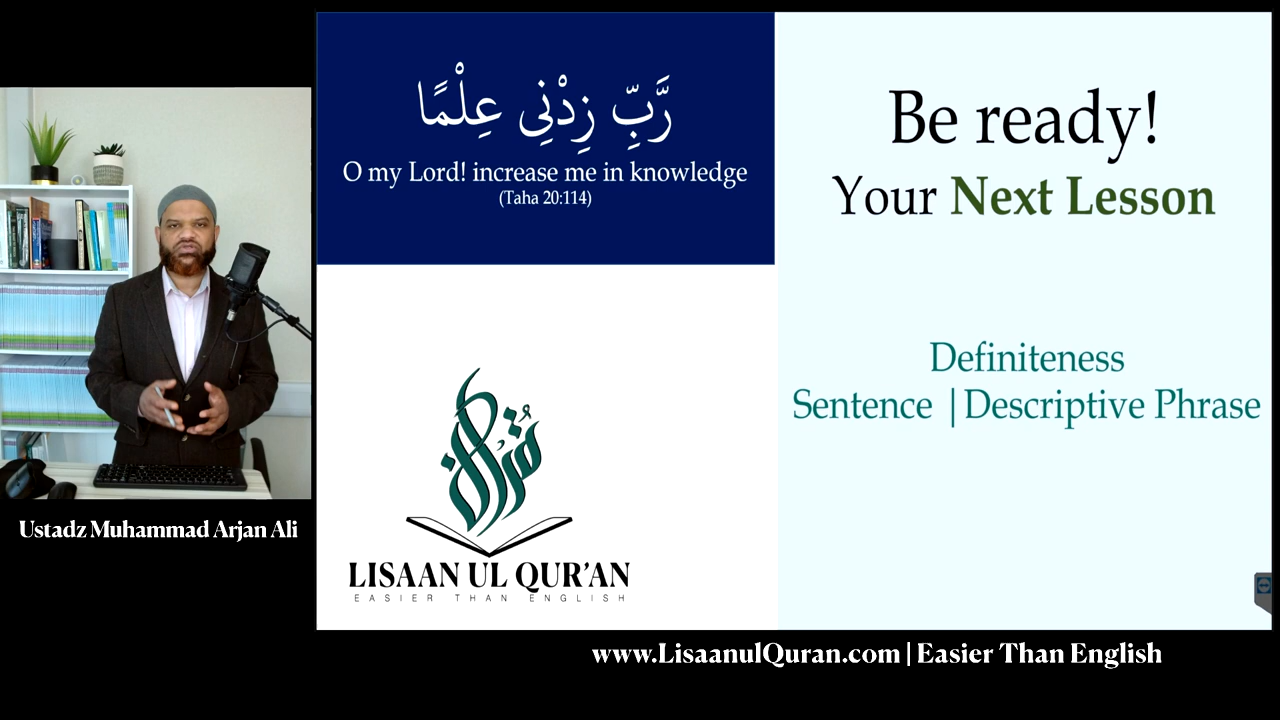 رَّبِّ زِدْنِى عِلْمًا
O my Lord! increase me in knowledge
(Taha 20:114)
Be ready!
Your Next Lesson
Definiteness
Sentence | Descriptive Phrase
قُرآن
LISAAN UL QUR'AN
EASIER THAN ENGLISH
Ustadz Muhammad Arjan Ali
www.LisaanulQuran.com | Easier Than English